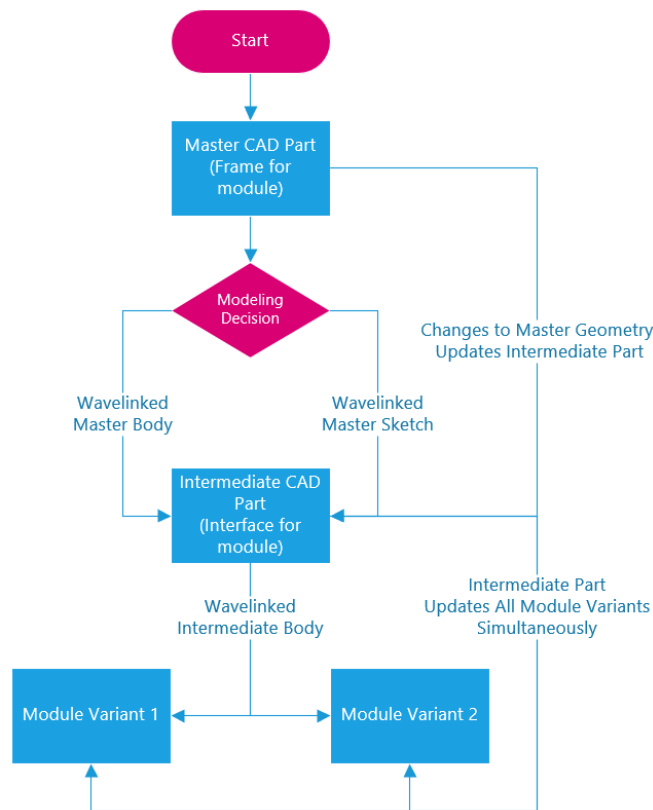 Start
Master CAD Part
(Frame for
module)
Modeling
Decision
Changes to Master Geometry
Updates Intermediate Part
Wavelinked
Master Body
Wavelinked
Master Sketch
Intermediate CAD
Part
(Interface for
module)
Intermediate Part
Updates All Module Variants
Simultaneously
Wavelinked
Intermediate Body
Module Variant 1
Module Variant 2